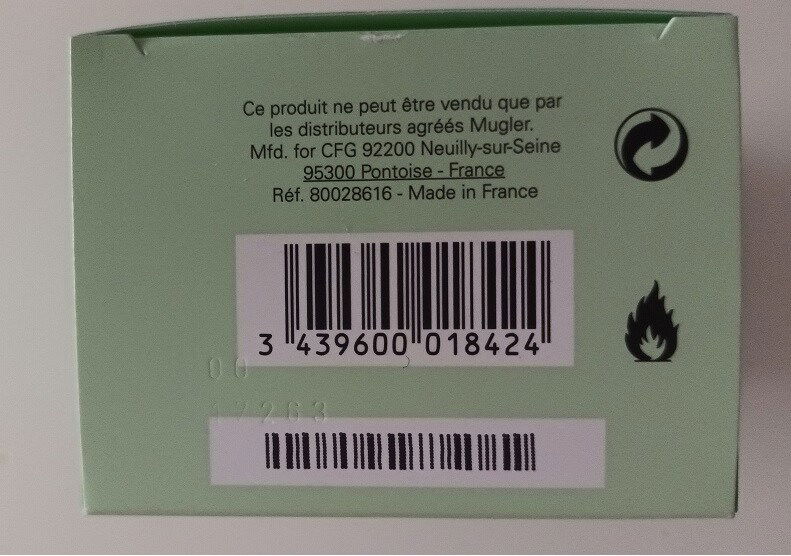 Ce produit ne peut être vendu que par
les distributeurs agréés Mugler.
Mfd. for CFG 92200 Neuilly-sur-Seine
95300 Pontoise - France
Réf. 80028616 - Made in France
3 439600 018424
00
17263